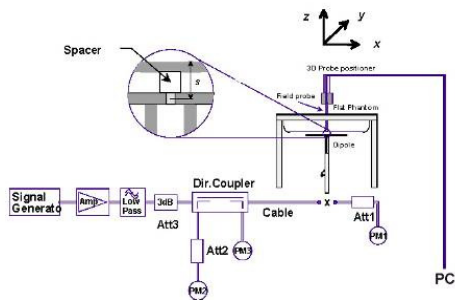 z
y
x
Spacer
s
3D Probe positioner
Field probe
Flat Phantom
Dipole
Signal
Generato
Amp
Low
Pass
3dB
Att3
Dir.Coupler
Cable
x
Att1
PM1
Att2
PM3
PM2
PC